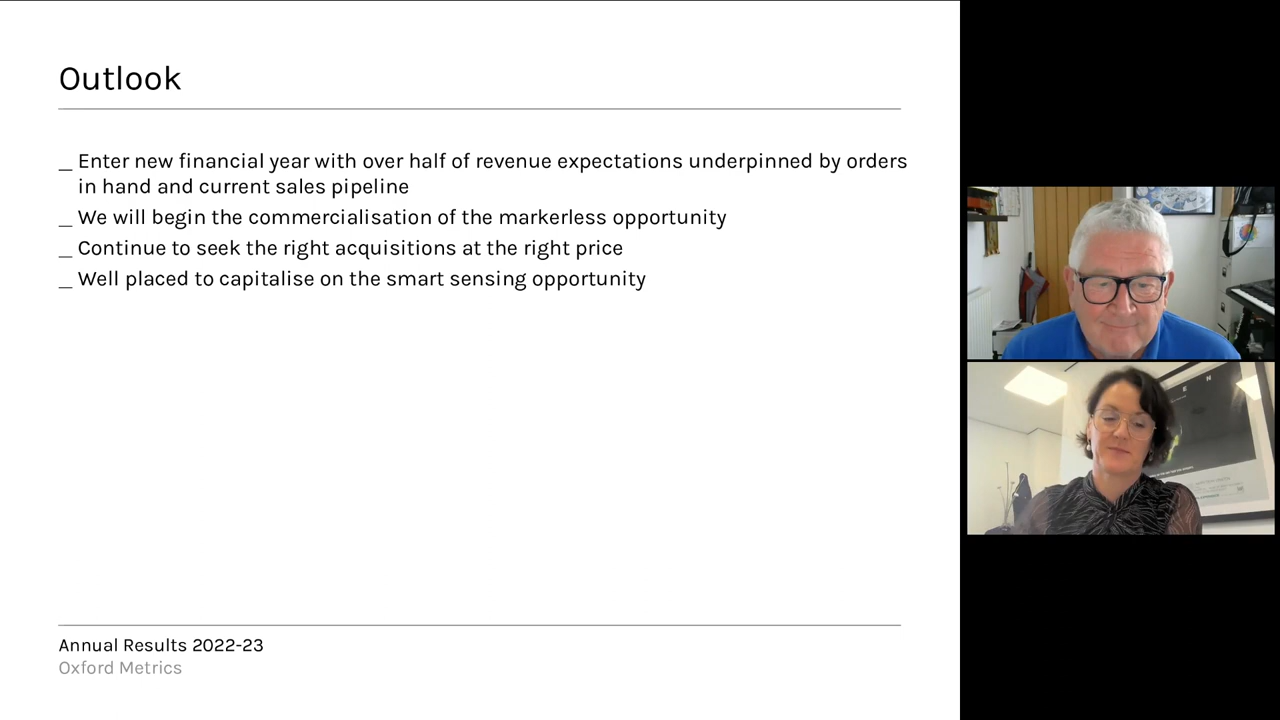 Outlook
_ Enter new financial year with over half of revenue expectations underpinned by orders
in hand and current sales pipeline
_ We will begin the commercialisation of the markerless opportunity
_ Continue to seek the right acquisitions at the right price
_ Well placed to capitalise on the smart sensing opportunity
Annual Results 2022-23
Oxford Metrics